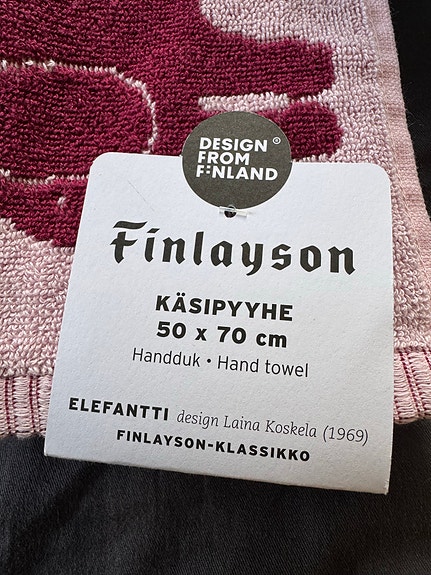 DESIGN ®
FROM
FINLAND
Finlayson
KÄSIPYYHE
50 x 70 cm
Handduk • Hand towel
ELEFANTTI design Laina Koskela (1969)
FINLAYSON-KLASSIKKO